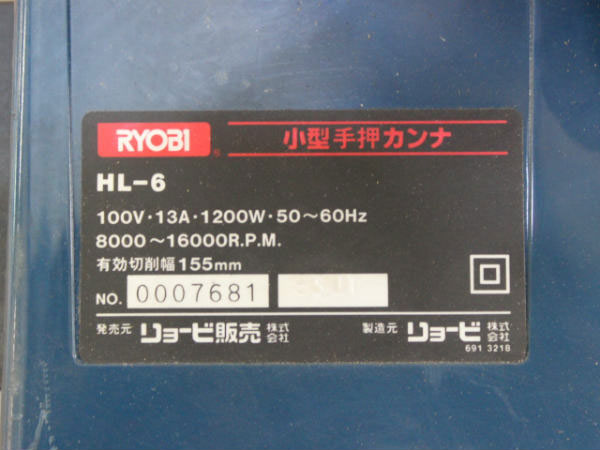 RYOBI ® 小型手押カンナ
HL-6
100V・13A・1200W・50～60Hz
8000～16000R.P.M.
有効切削幅155mm
NO. 0007681
発売元 リョービ販売株式会社 製造元 リョービ株式会社
691 3218